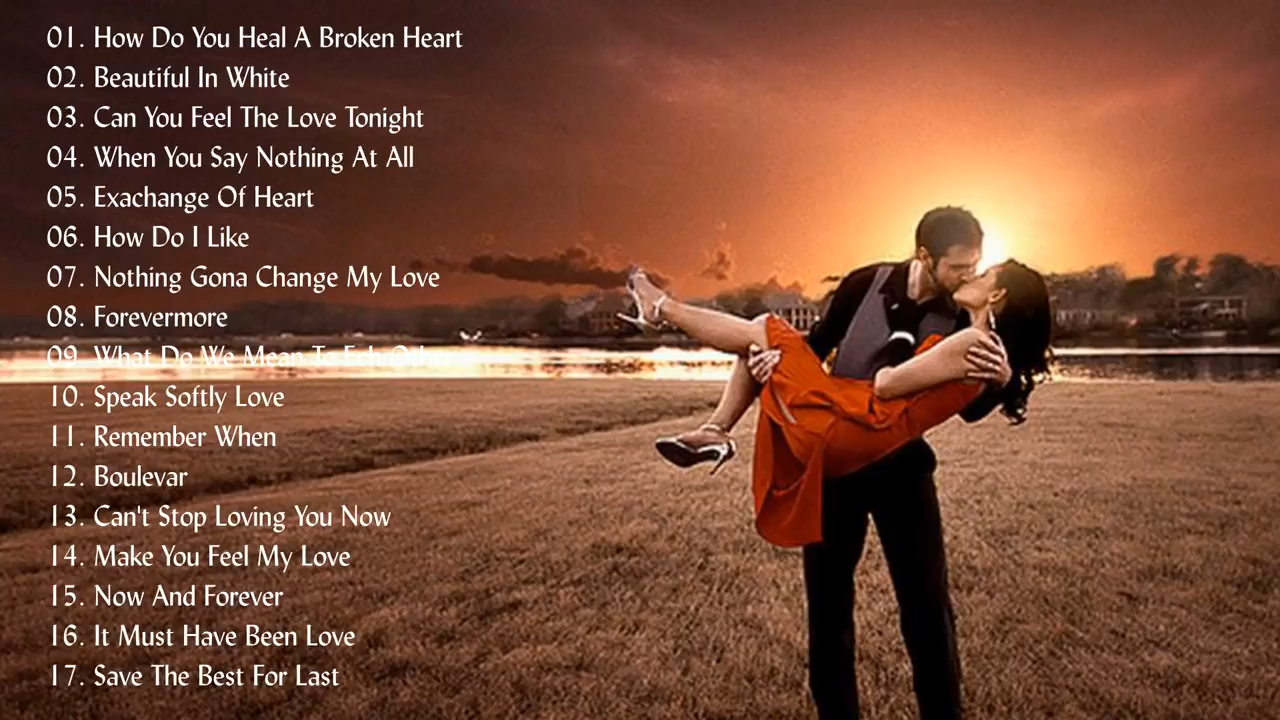 01. How Do You Heal A Broken Heart
02. Beautiful In White
03. Can You Feel The Love Tonight
04. When You Say Nothing At All
05. Exachange Of Heart
06. How Do I Like
07. Nothing Gona Change My Love
08. Forevermore
09. What Do We Mean To Ech Other
10. Speak Softly Love
11. Remember When
12. Boulevar
13. Can't Stop Loving You Now
14. Make You Feel My Love
15. Now And Forever
16. It Must Have Been Love
17. Save The Best For Last